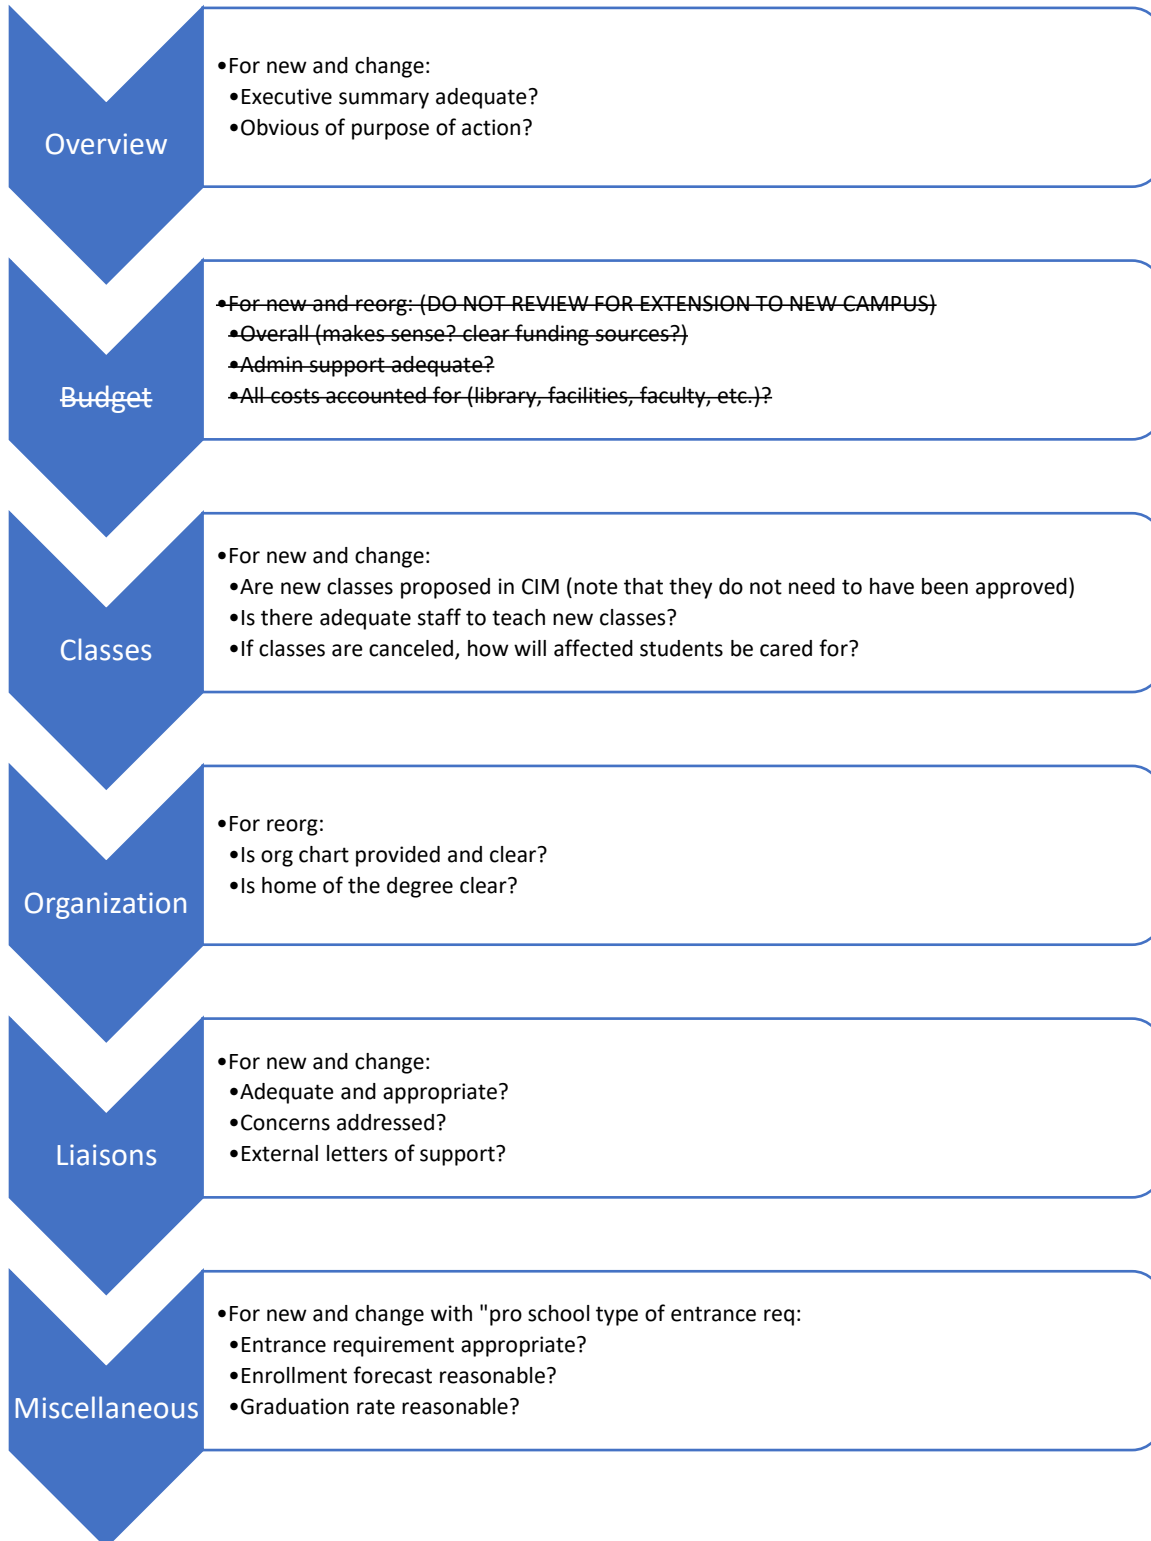 Overview
•For new and change:
•Executive summary adequate?
•Obvious of purpose of action?
Budget
•For new and reorg: (DO NOT REVIEW FOR EXTENSION TO NEW CAMPUS)
•Overall (makes sense? clear funding sources?)
•Admin support adequate?
•All costs accounted for (library, facilities, faculty, etc.)?
Classes
•For new and change:
•Are new classes proposed in CIM (note that they do not need to have been approved)
•Is there adequate staff to teach new classes?
•If classes are canceled, how will affected students be cared for?
Organization
•For reorg:
•Is org chart provided and clear?
•Is home of the degree clear?
Liaisons
•For new and change:
•Adequate and appropriate?
•Concerns addressed?
•External letters of support?
Miscellaneous
•For new and change with "pro school type of entrance req:
•Entrance requirement appropriate?
•Enrollment forecast reasonable?
•Graduation rate reasonable?